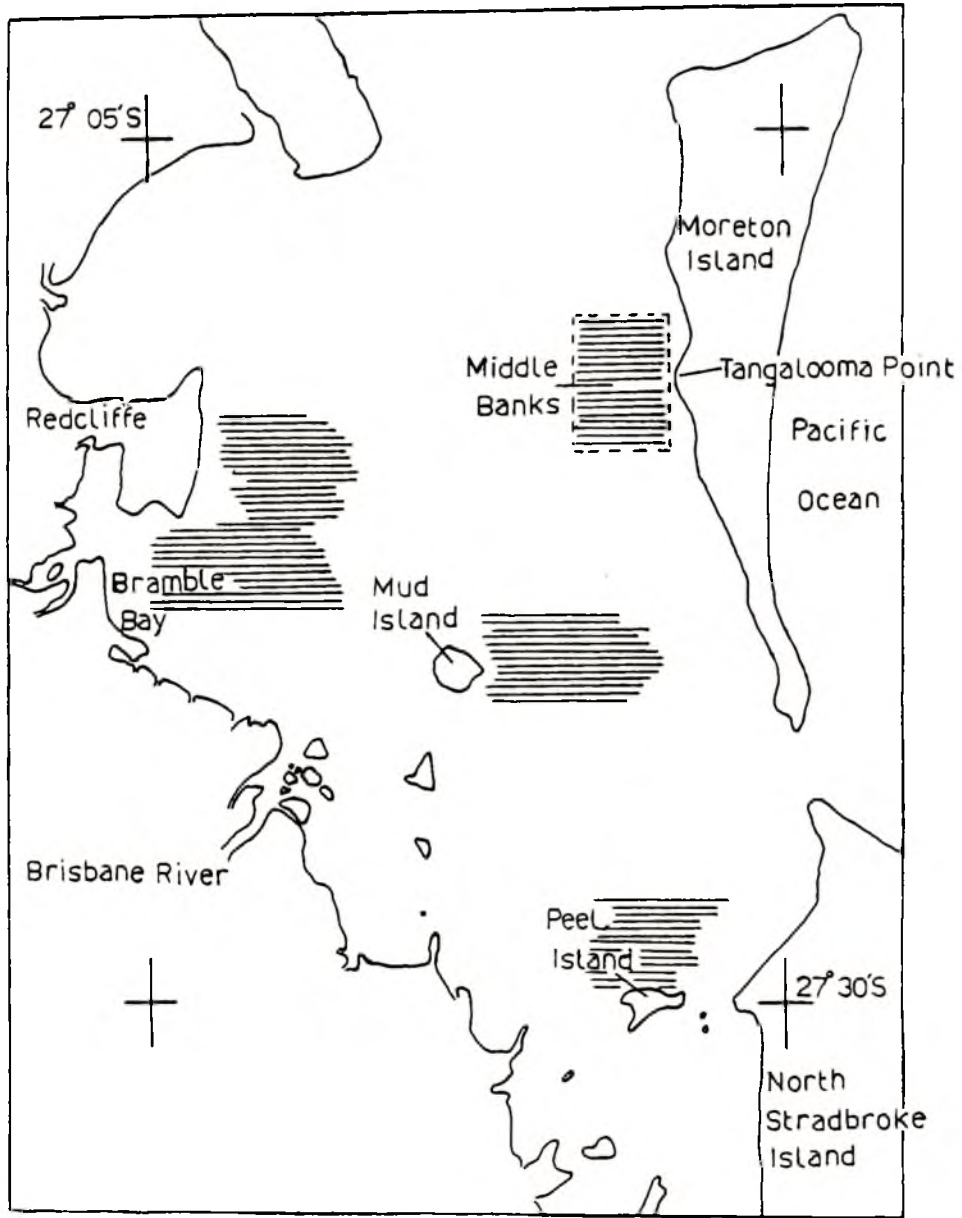 27° 05'S
Moreton
Island
Middle
Banks
Tangalooma Point
Redcliffe
Pacific
Ocean
Bramble
Bay
Mud
Island
Brisbane River
Peel
Island
27° 30'S
North
Stradbroke
Island